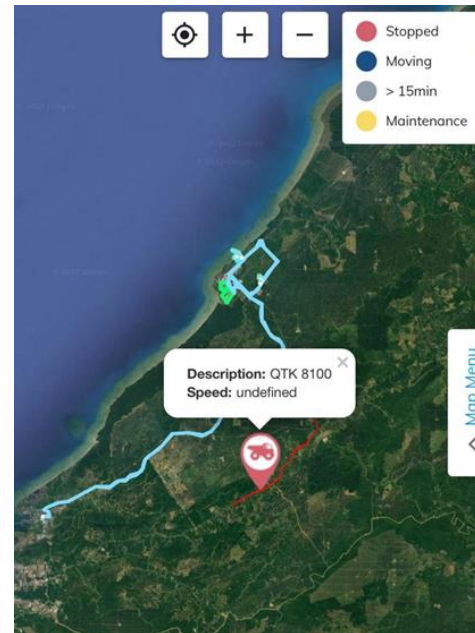 +
−
Stopped
Moving
> 15min
Maintenance
Description: QTK 8100
Speed: undefined
×
Map Menu